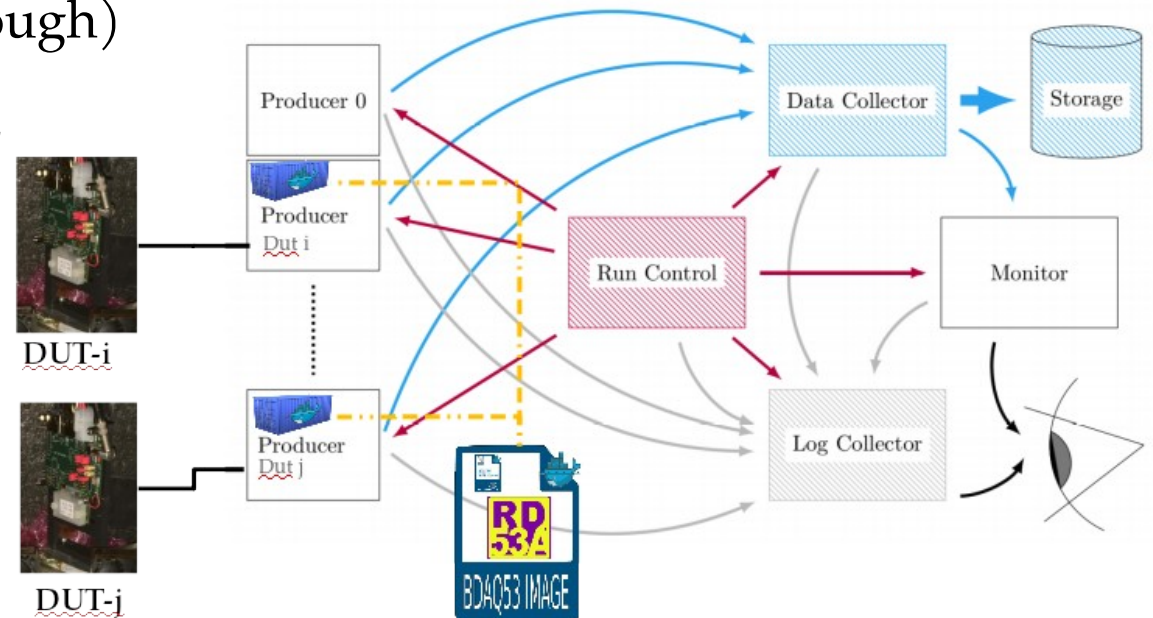 ough)
Producer 0
Data Collector
Storage
Producer
Dut i
Run Control
Monitor
DUT-i
Producer
Dut j
Log Collector
RD
53A
BDAQ53 IMAGE
DUT-j